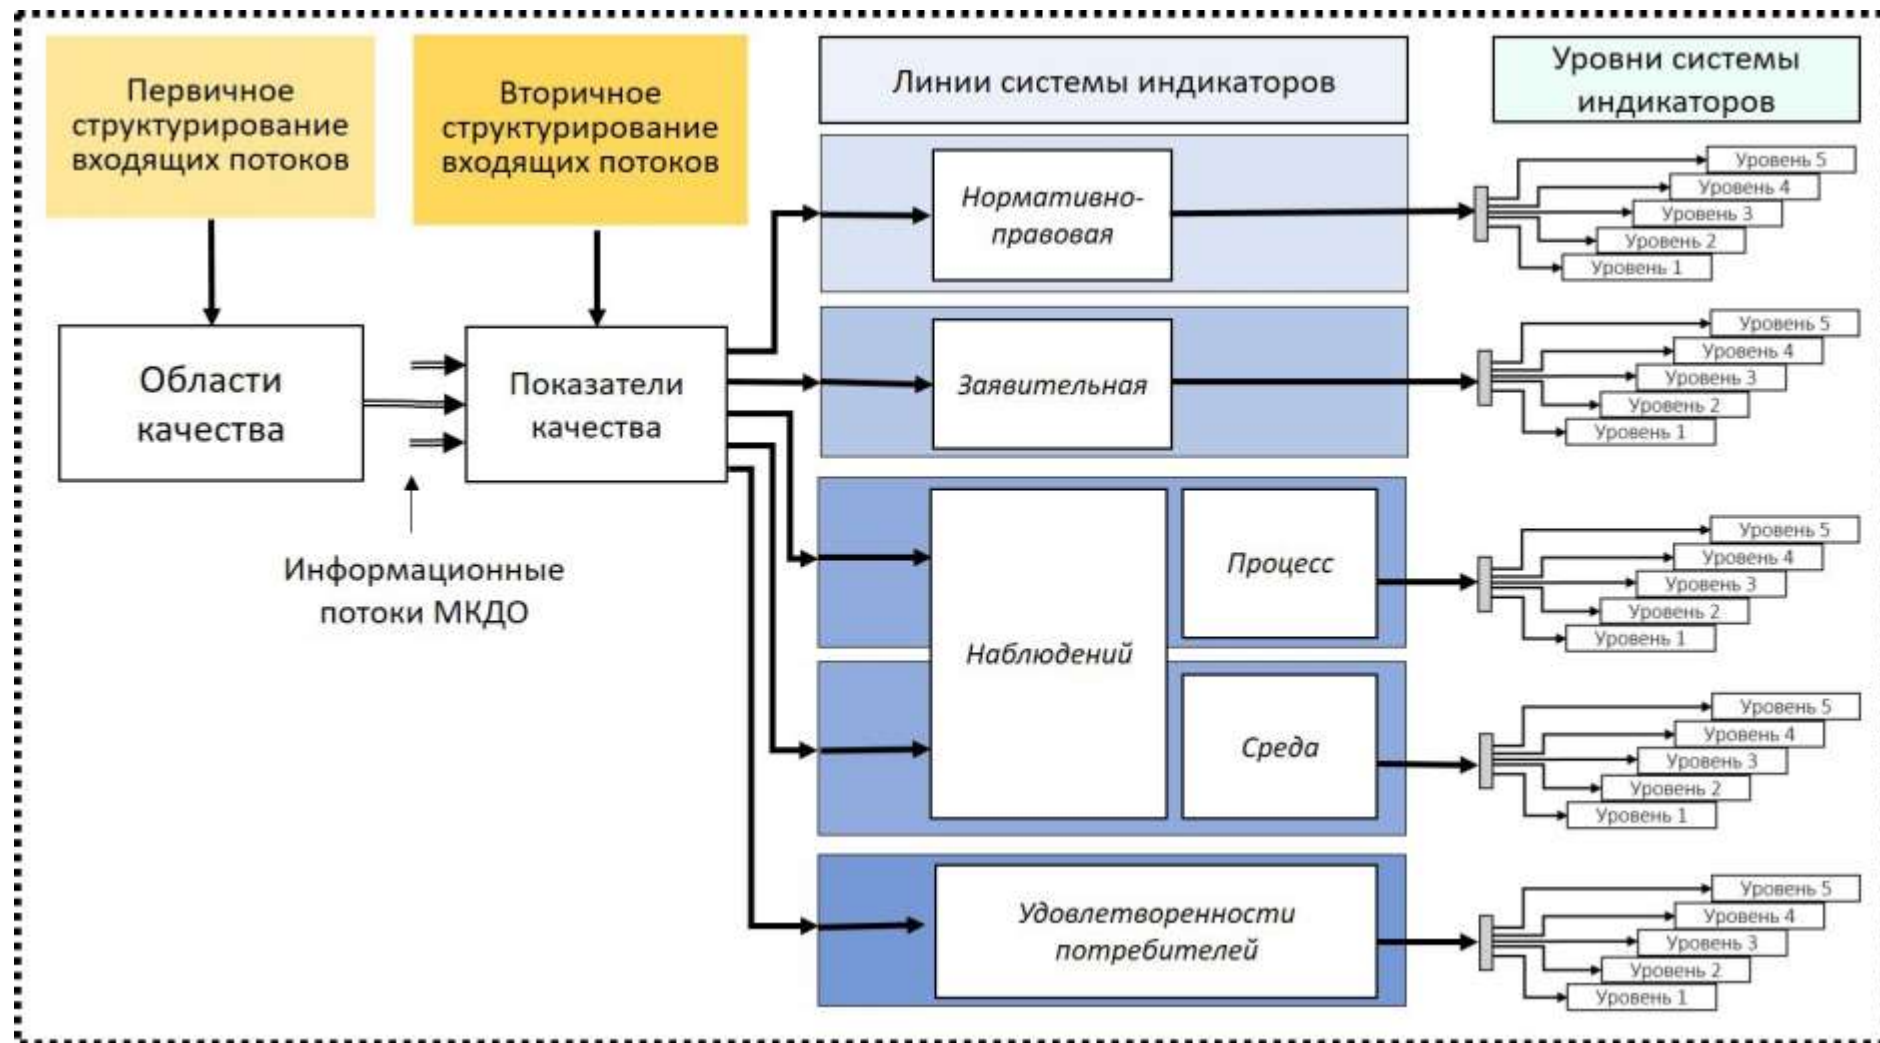 Первичное
структурирование
входящих потоков
Вторичное
структурирование
входящих потоков
Линии системы индикаторов
Уровни системы
индикаторов
Области
качества
Показатели
качества
Информационные
потоки МКДО
Нормативно-
правовая
Уровень 5
Уровень 4
Уровень 3
Уровень 2
Уровень 1
Заявительная
Уровень 5
Уровень 4
Уровень 3
Уровень 2
Уровень 1
Наблюдений
Процесс
Уровень 5
Уровень 4
Уровень 3
Уровень 2
Уровень 1
Среда
Уровень 5
Уровень 4
Уровень 3
Уровень 2
Уровень 1
Удовлетворенности
потребителей
Уровень 5
Уровень 4
Уровень 3
Уровень 2
Уровень 1